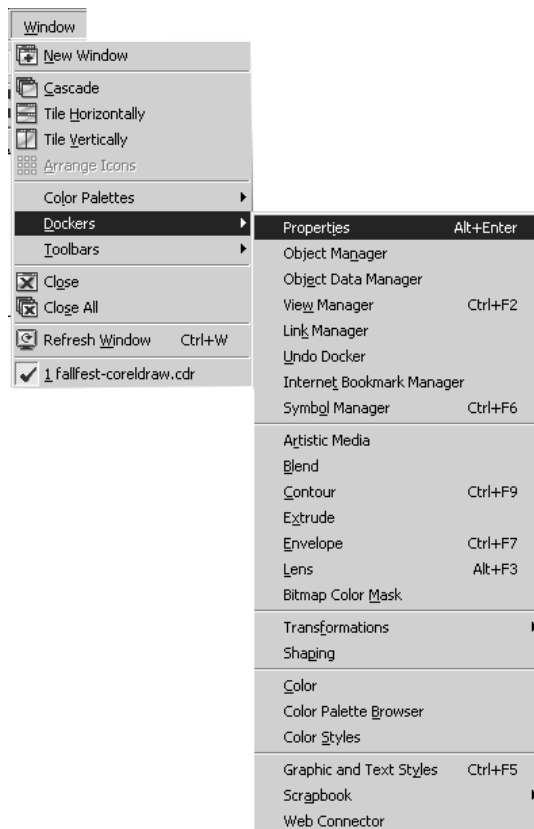 Window
New Window
Cascade
Tile Horizontally
Tile Vertically
Arrange Icons
Color Palettes
Dockers
Toolbars
Close
Close All
Refresh Window Ctrl+W
1 fallfest-coreldraw.cdr
Properties Alt+Enter
Object Manager
Object Data Manager
View Manager Ctrl+F2
Link Manager
Undo Docker
Internet Bookmark Manager
Symbol Manager Ctrl+F6
Artistic Media
Blend
Contour Ctrl+F9
Extrude
Envelope Ctrl+F7
Lens Alt+F3
Bitmap Color Mask
Transformations
Shaping
Color
Color Palette Browser
Color Styles
Graphic and Text Styles Ctrl+F5
Scrapbook
Web Connector